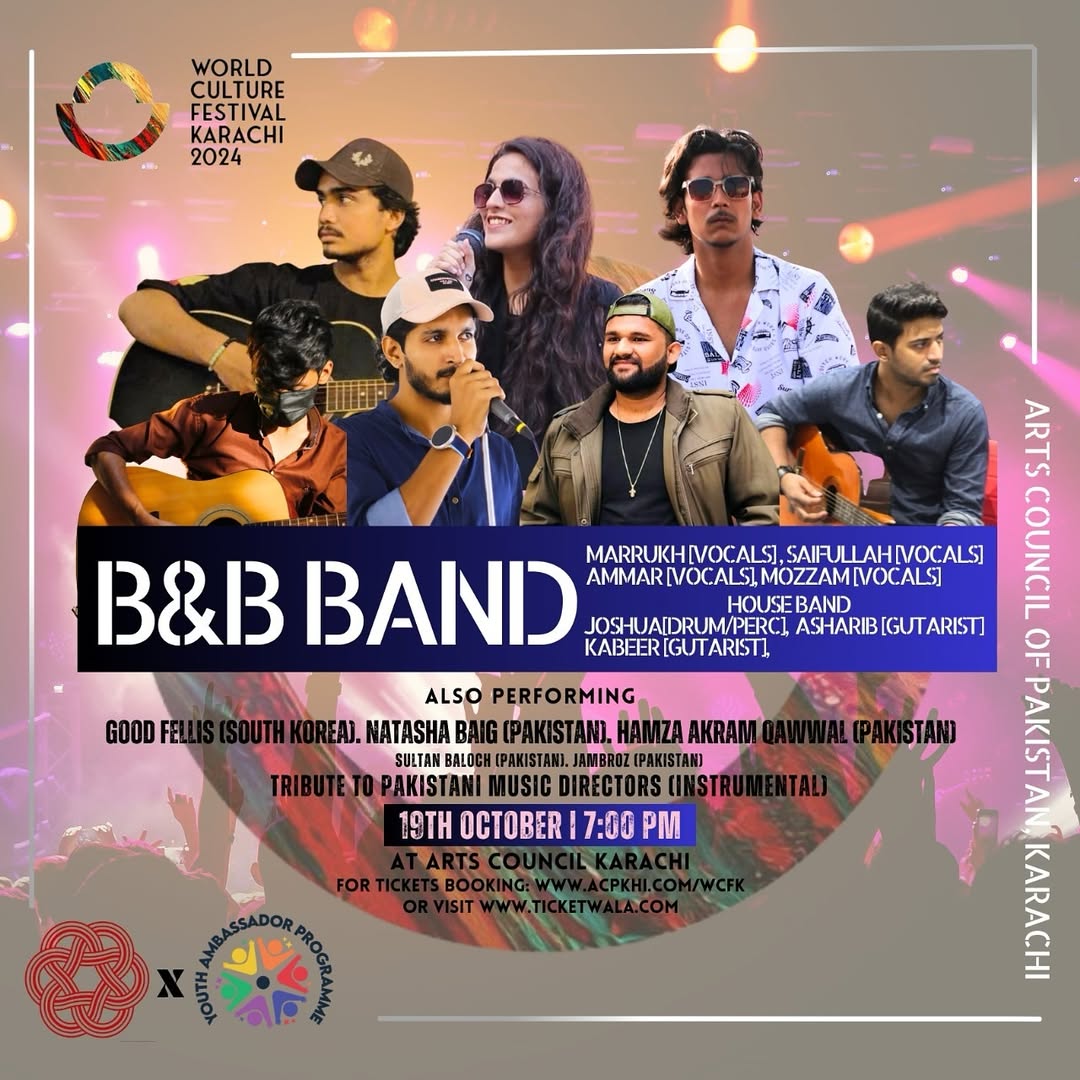 WORLD
CULTURE
FESTIVAL
KARACHI
2024
B&B BAND
MARRUKH [VOCALS], SAIFULLAH [VOCALS]
AMMAR [VOCALS], MOZZAM [VOCALS]
HOUSE BAND
JOSHUA[DRUM/PERC], ASHARIB [GUTARIST]
KABEER [GUTARIST],
ALSO PERFORMING
GOOD FELLIS (SOUTH KOREA). NATASHA BAIG (PAKISTAN). HAMZA AKRAM QAWWAL (PAKISTAN)
SULTAN BALOCH (PAKISTAN). JAMBROZ (PAKISTAN)
TRIBUTE TO PAKISTANI MUSIC DIRECTORS (INSTRUMENTAL)
19TH OCTOBER | 7:00 PM
AT ARTS COUNCIL KARACHI
FOR TICKETS BOOKING: WWW.ACPKHI.COM/WCFK
OR VISIT WWW.TICKETWALA.COM
ARTS COUNCIL OF PAKISTAN, KARACHI
X
YOUTH AMBASSADOR PROGRAMME